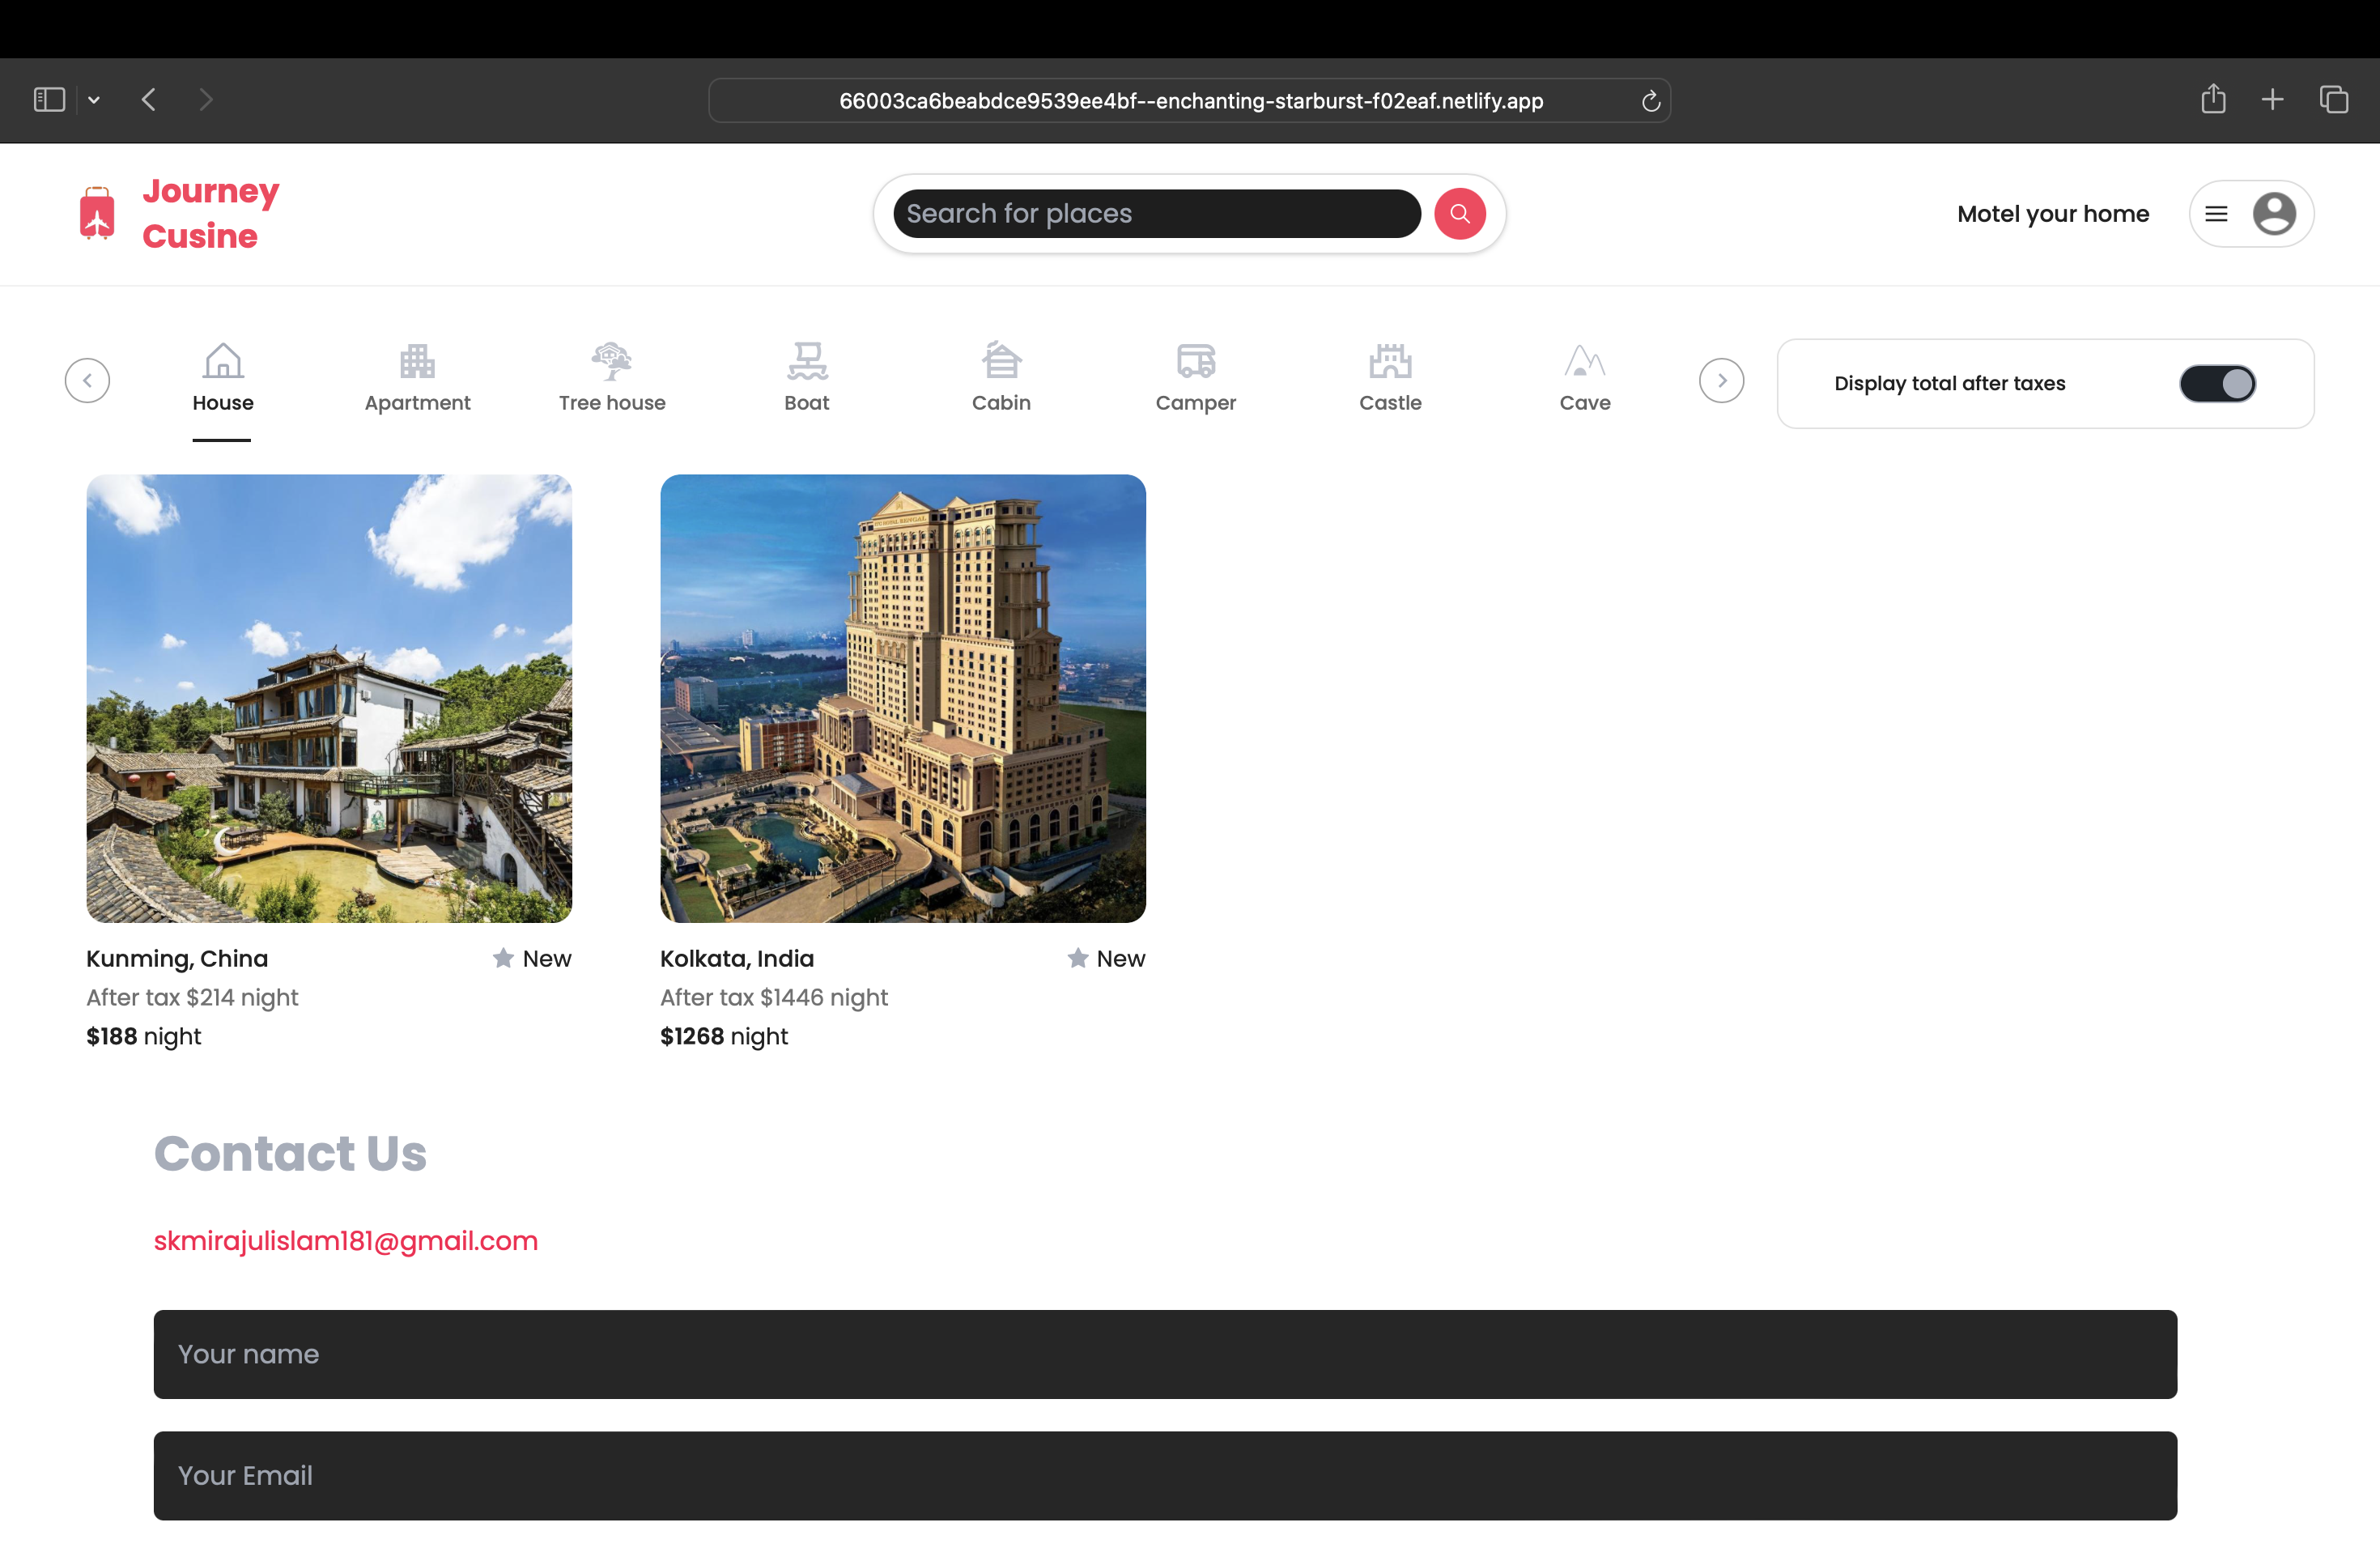 66003ca6beabdce9539ee4bf--enchanting-starburst-f02eaf.netlify.app
Journey
Cusine
Search for places
Motel your home
House
Apartment
Tree house
Boat
Cabin
Camper
Castle
Cave
Display total after taxes
Kunming, China
New
After tax $214 night
$188 night
Kolkata, India
New
After tax $1446 night
$1268 night
Contact Us
skmirajulislam181@gmail.com
Your name
Your Email